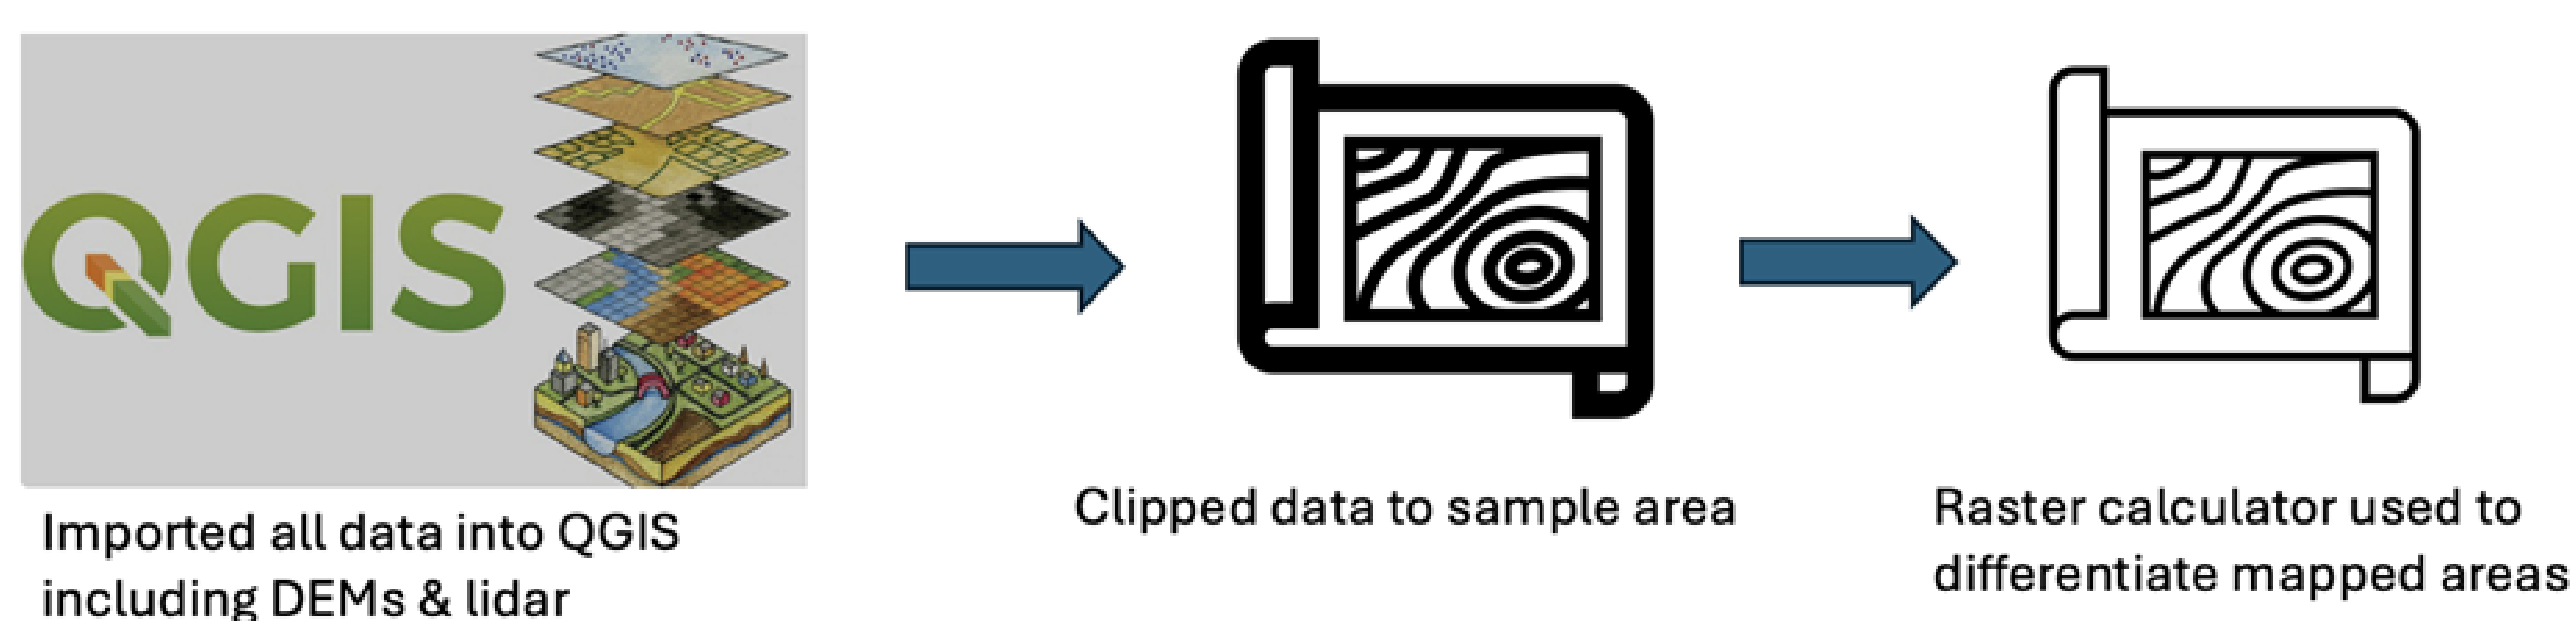 QGIS
Imported all data into QGIS
including DEMs & lidar
Clipped data to sample area
Raster calculator used to
differentiate mapped areas